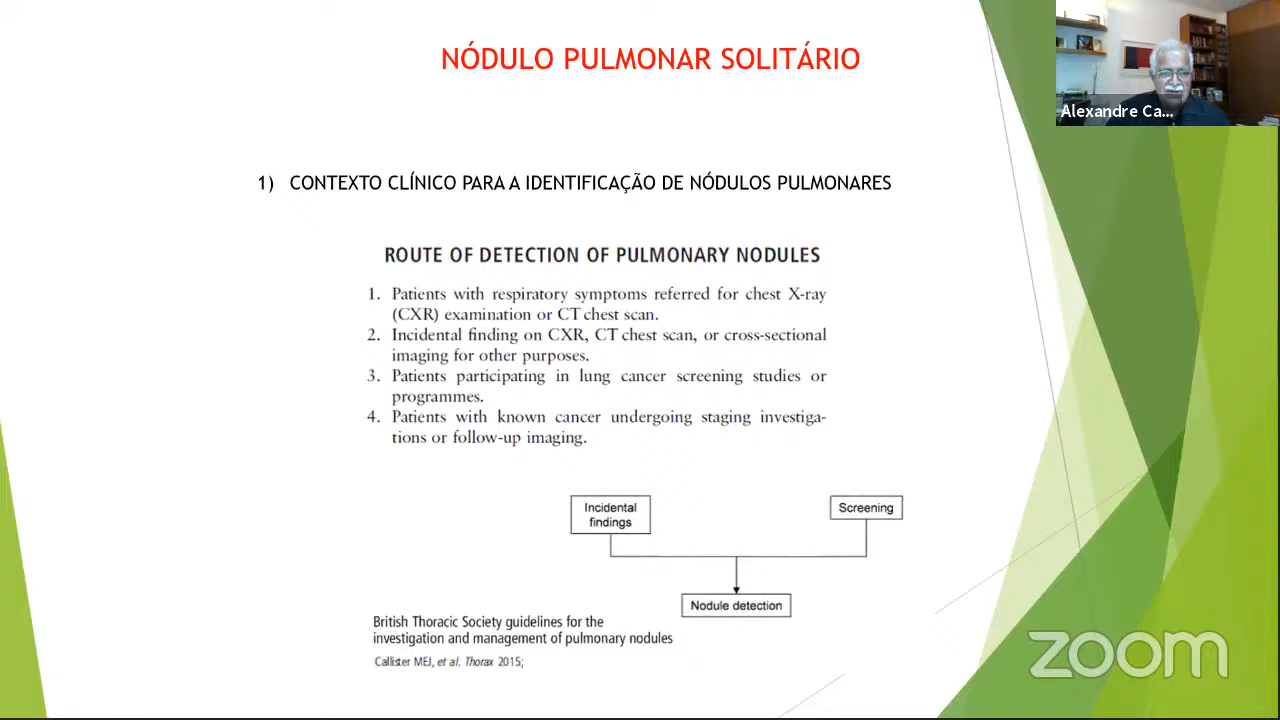 NÓDULO PULMONAR SOLITÁRIO
Alexandre Ca...
1) CONTEXTO CLÍNICO PARA A IDENTIFICAÇÃO DE NÓDULOS PULMONARES
ROUTE OF DETECTION OF PULMONARY NODULES
1. Patients with respiratory symptoms referred for chest X-ray
(CXR) examination or CT chest scan.
2. Incidental finding on CXR, CT chest scan, or cross-sectional
imaging for other purposes.
3. Patients participating in lung cancer screening studies or
programmes.
4. Patients with known cancer undergoing staging investiga-
tions or follow-up imaging.
Incidental
findings
Screening
Nodule detection
British Thoracic Society guidelines for the
investigation and management of pulmonary nodules
Callister MEJ, et al. Thorax 2015;
zoom